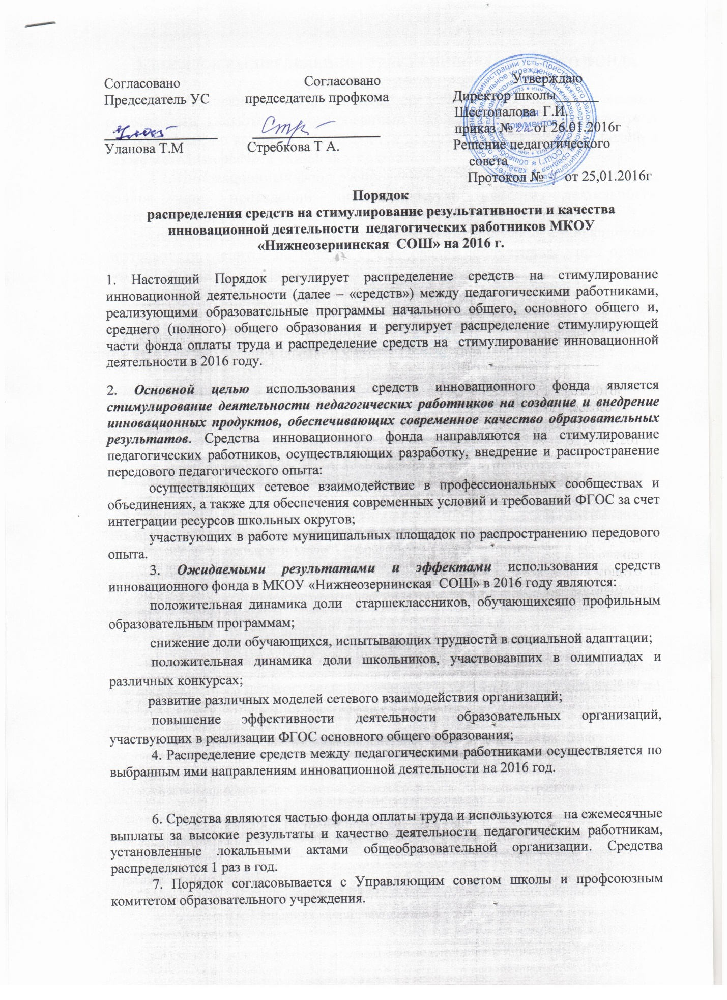 Согласовано Согласовано Утверждаю
Председатель УС председатель профкома Директор школы______
Шестопалова Г.И.
приказ № от 26.01.2016г
Уланова Т.М Стребкова Т А. Решение педагогического
совета
Протокол № от 25,01.2016г
Для
документов
Порядок
распределения средств на стимулирование результативности и качества
инновационной деятельности педагогических работников МКОУ
«Нижнеозернинская СОШ» на 2016 г.
1. Настоящий Порядок регулирует распределение средств на стимулирование
инновационной деятельности (далее – «средств») между педагогическими работниками,
реализующими образовательные программы начального общего, основного общего и,
среднего (полного) общего образования и регулирует распределение стимулирующей
части фонда оплаты труда и распределение средств на стимулирование инновационной
деятельности в 2016 году.
2. Основной целью использования средств инновационного фонда является
стимулирование деятельности педагогических работников на создание и внедрение
инновационных продуктов, обеспечивающих современное качество образовательных
результатов. Средства инновационного фонда направляются на стимулирование
педагогических работников, осуществляющих разработку, внедрение и распространение
передового педагогического опыта:
осуществляющих сетевое взаимодействие в профессиональных сообществах и
объединениях, а также для обеспечения современных условий и требований ФГОС за счет
интеграции ресурсов школьных округов;
участвующих в работе муниципальных площадок по распространению передового
опыта.
3. Ожидаемыми результатами и эффектами использования средств
инновационного фонда в МКОУ «Нижнеозернинская СОШ» в 2016 году являются:
положительная динамика доли старшеклассников, обучающихсяпо профильным
образовательным программам;
снижение доли обучающихся, испытывающих трудности в социальной адаптации;
положительная динамика доли школьников, участвовавших в олимпиадах и
различных конкурсах;
развитие различных моделей сетевого взаимодействия организаций;
повышение эффективности деятельности образовательных организаций,
участвующих в реализации ФГОС основного общего образования;
4. Распределение средств между педагогическими работниками осуществляется по
выбранным ими направлениям инновационной деятельности на 2016 год.
6. Средства являются частью фонда оплаты труда и используются на ежемесячные
выплаты за высокие результаты и качество деятельности педагогическим работникам,
установленные локальными актами общеобразовательной организации. Средства
распределяются 1 раз в год.
7. Порядок согласовывается с Управляющим советом школы и профсоюзным
комитетом образовательного учреждения.